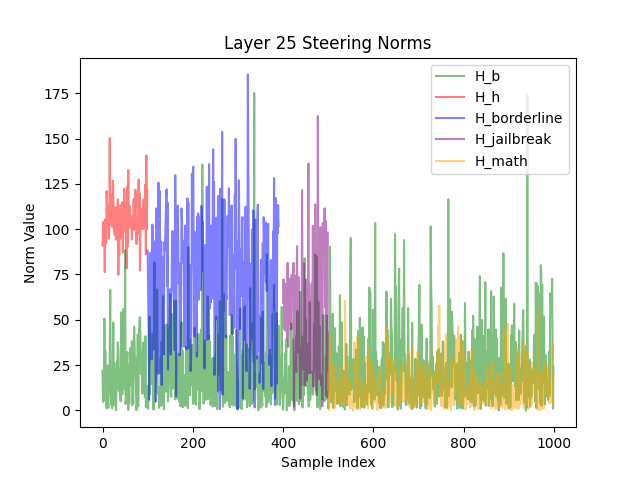 Layer 25 Steering Norms
Norm Value
175
150
125
100
75
50
25
0
H_b
H_h
H_borderline
H_jailbreak
H_math
0
200
400
600
800
1000
Sample Index